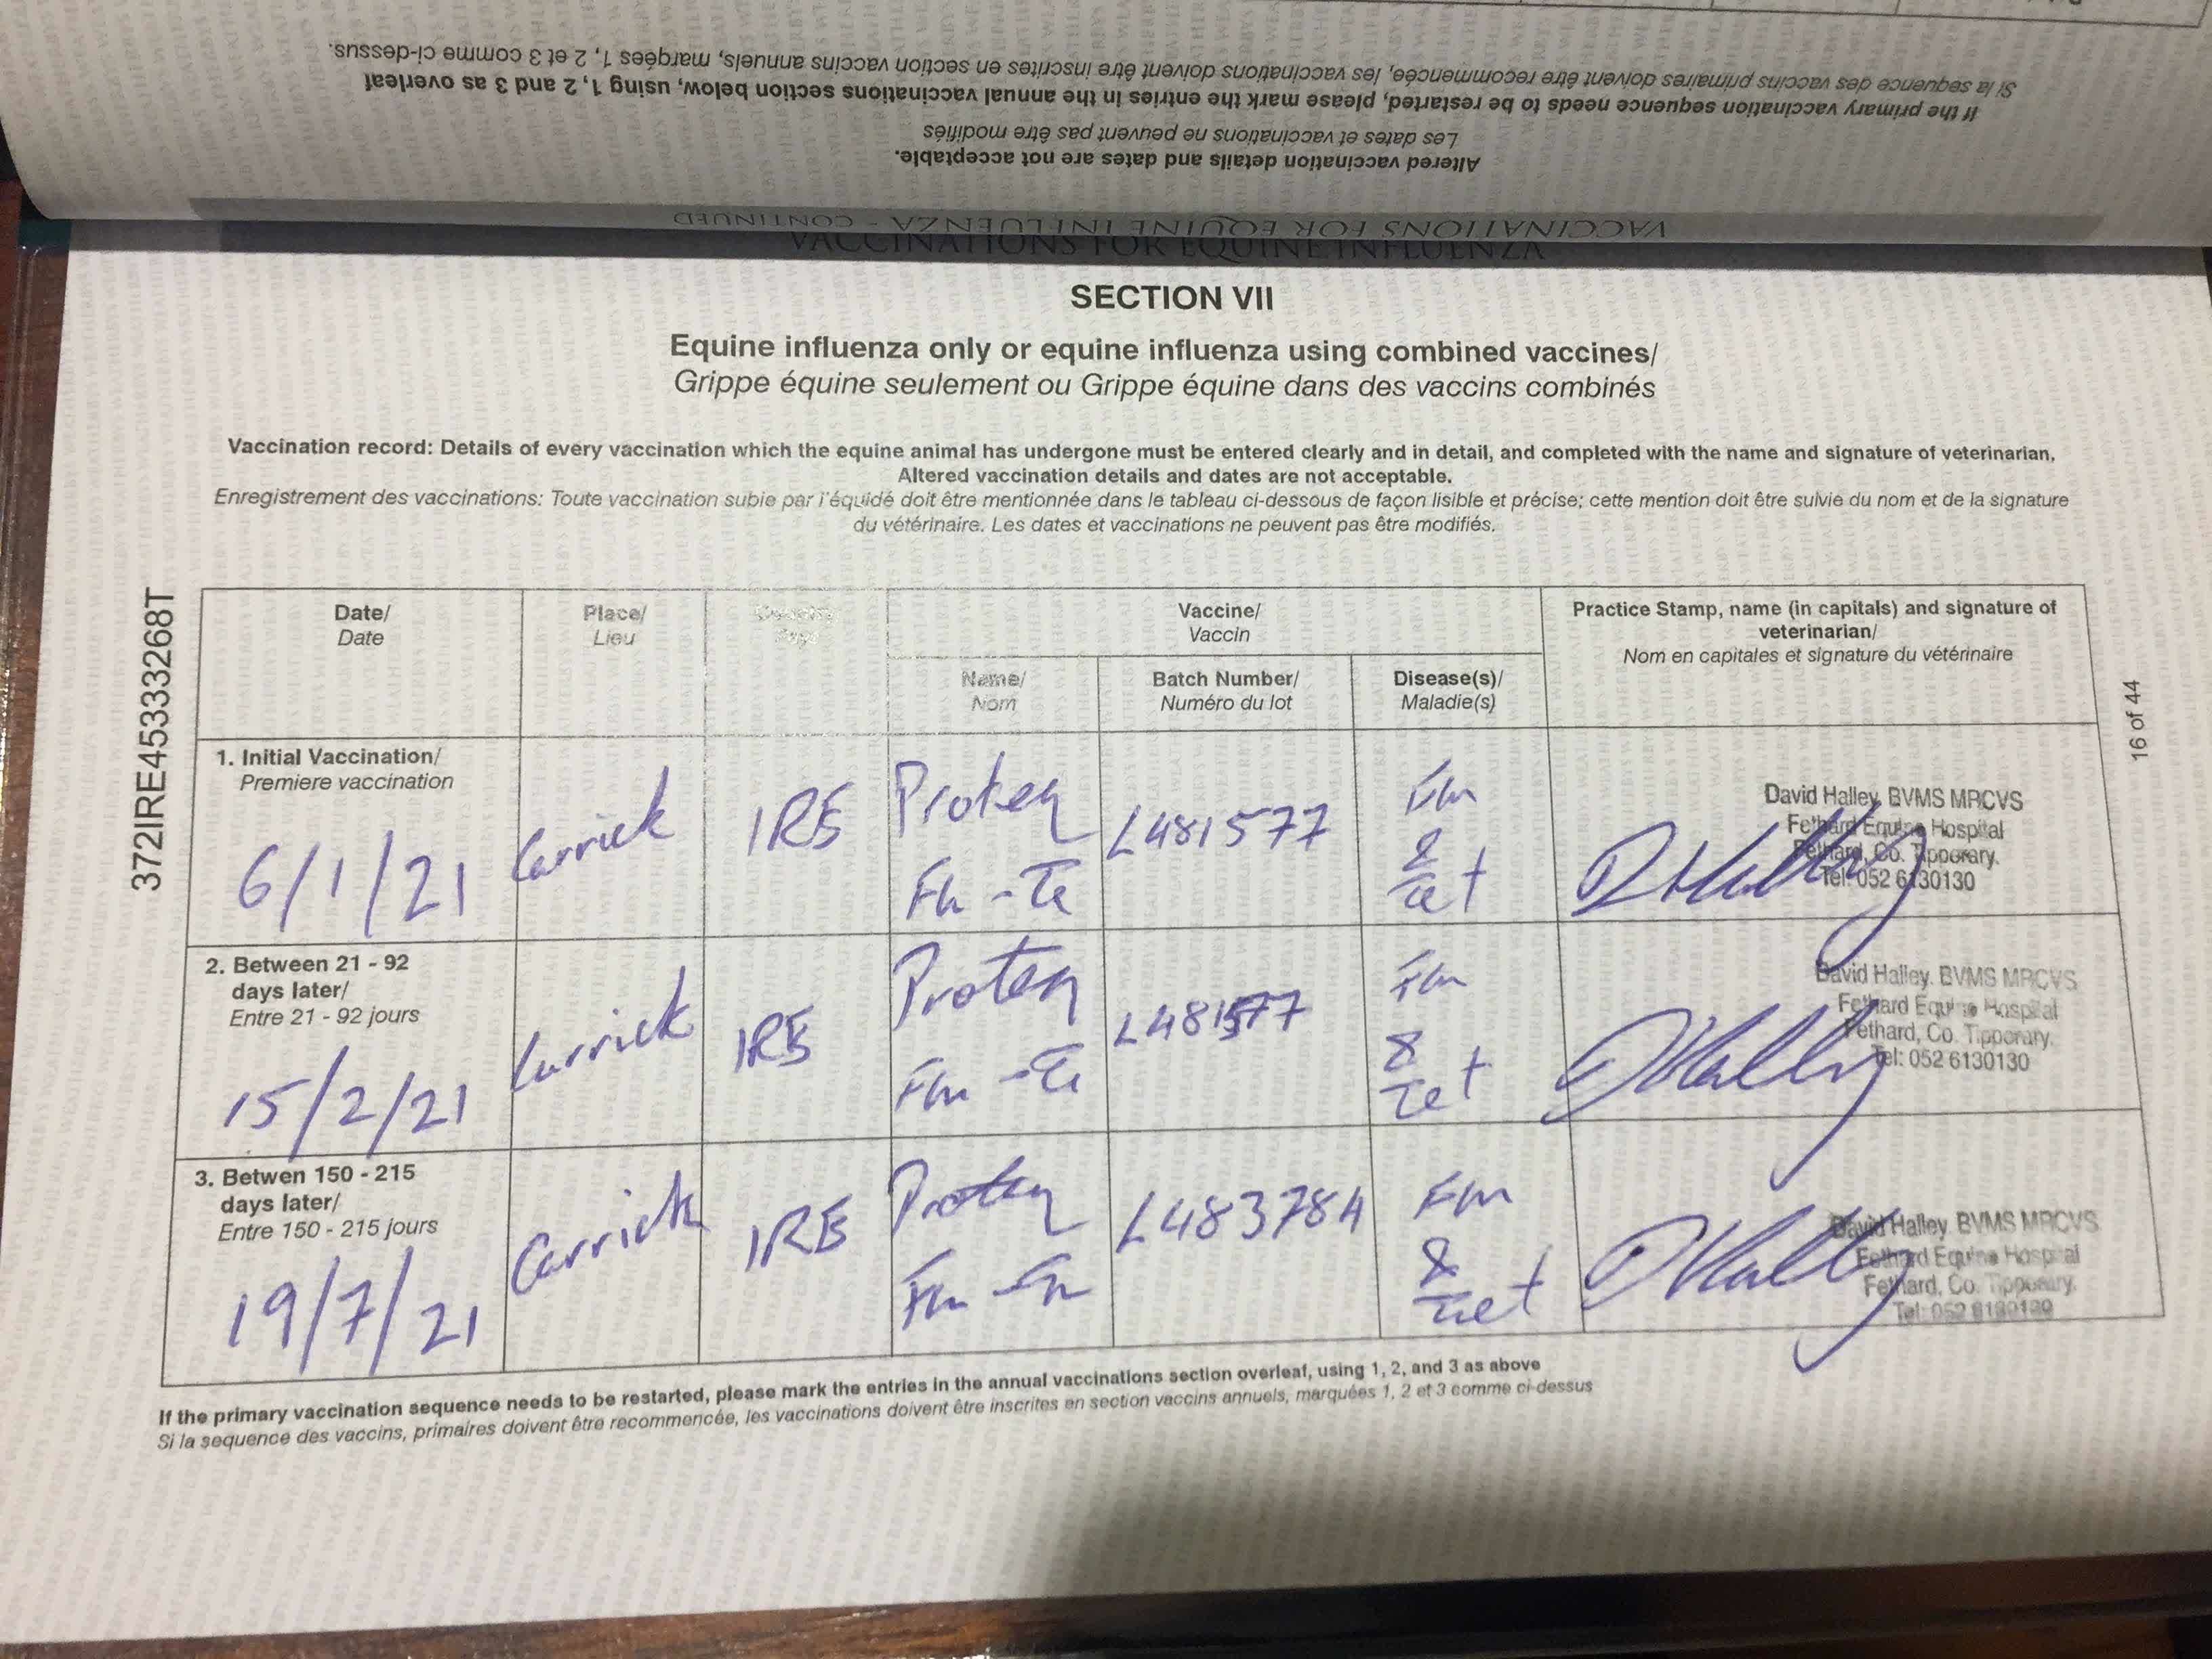 Si la sequence des vaccins primaires doivent être recommencée, les vaccinations doivent être inscrites en section vaccins annuels, marquées 1, 2 et 3 comme ci-dessus.
If the primary vaccination sequence needs to be restarted, please mark the entries in the annual vaccinations section below, using 1, 2 and 3 as overleaf
Les dates et vaccinations ne peuvent pas être modifiés
Altered vaccination details and dates are not acceptable.
VACCINATIONS FOR EQUINE INFLUENZA - CONTINUED
VACCINATIONS FOR EQUINE INFLUENZA
SECTION VII
Equine influenza only or equine influenza using combined vaccines/
Grippe équine seulement ou Grippe équine dans des vaccins combinés
Vaccination record: Details of every vaccination which the equine animal has undergone must be entered clearly and in detail, and completed with the name and signature of veterinarian.
Altered vaccination details and dates are not acceptable.
Enregistrement des vaccinations: Toute vaccination subie par l'équidé doit être mentionnée dans le tableau ci-dessous de façon lisible et précise; cette mention doit être suivie du nom et de la signature
du vétérinaire. Les dates et vaccinations ne peuvent pas être modifiés.
372IRE45333268T
16 of 44
Date/
Date
Place/
Lieu
Country
Pays
Vaccine/
Vaccin
Name/
Nom
Batch Number/
Numéro du lot
Disease(s)/
Maladie(s)
Practice Stamp, name (in capitals) and signature of
veterinarian/
Nom en capitales et signature du vétérinaire
1. Initial Vaccination/
Premiere vaccination
6/1/21
Carrick
IRE
Proteq
Flu - Te
L481577
Flu
&
Tet
David Halley, BVMS MRCVS
Fethard Equine Hospital
Fethard, Co. Tipperary.
Tel: 052 6130130
DHalley
2. Between 21 - 92
days later/
Entre 21 - 92 jours
15/2/21
Carrick
IRE
Proteq
Flu - Te
L481577
Flu
&
Tet
David Halley. BVMS MRCVS
Fethard Equine Hospital
Fethard, Co. Tipperary.
Tel: 052 6130130
DHalley
3. Betwen 150 - 215
days later/
Entre 150 - 215 jours
19/7/21
Carrick
IRE
Proteq
Flu - Te
L483784
Flu
&
Tet
David Halley. BVMS MRCVS
Fethard Equine Hospital
Fethard, Co. Tipperary.
Tel: 052 6130130
DHalley
If the primary vaccination sequence needs to be restarted, please mark the entries in the annual vaccinations section overleaf, using 1, 2, and 3 as above
Si la sequence des vaccins, primaires doivent être recommencée, les vaccinations doivent être inscrites en section vaccins annuels, marquées 1, 2 et 3 comme ci-dessus